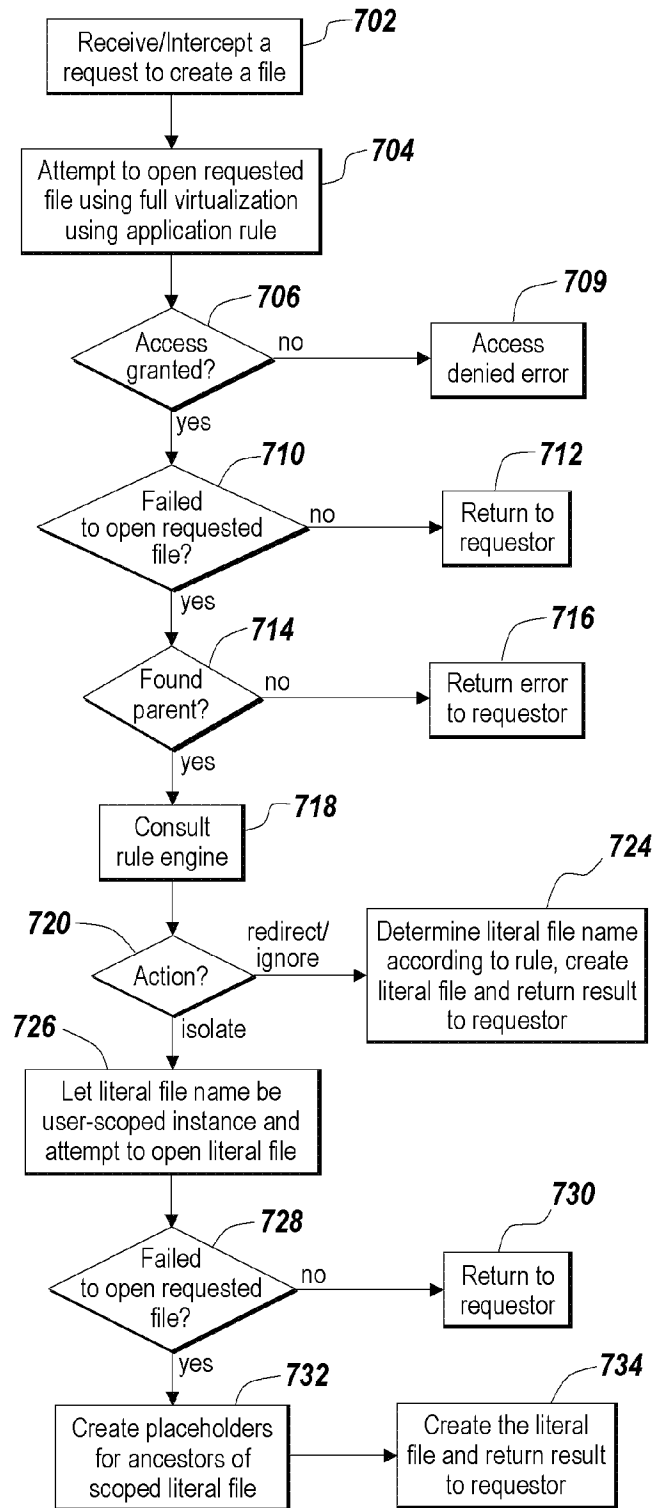 702
Receive/Intercept a
request to create a file
704
Attempt to open requested
file using full virtualization
using application rule
706
Access
granted?
no
709
Access
denied error
yes
710
Failed
to open requested
file?
no
712
Return to
requestor
yes
714
Found
parent?
no
716
Return error
to requestor
yes
718
Consult
rule engine
720
Action?
redirect/
ignore
724
Determine literal file name
according to rule, create
literal file and return result
to requestor
isolate
726
Let literal file name be
user-scoped instance and
attempt to open literal file
728
Failed
to open requested
file?
no
730
Return to
requestor
yes
732
Create placeholders
for ancestors of
scoped literal file
734
Create the literal
file and return result
to requestor